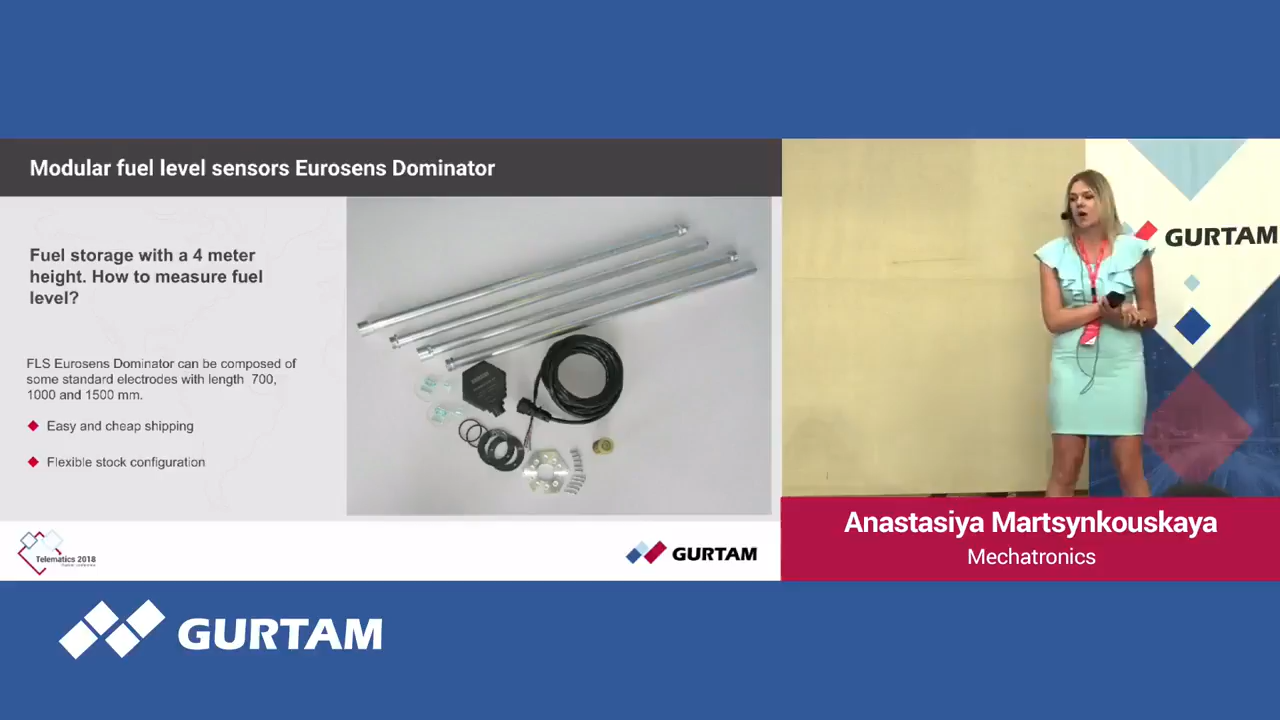 Modular fuel level sensors Eurosens Dominator
Fuel storage with a 4 meter
height. How to measure fuel
level?
FLS Eurosens Dominator can be composed of
some standard electrodes with length 700,
1000 and 1500 mm.
Easy and cheap shipping
Flexible stock configuration
Telematics 2018
GURTAM
GURTAM
Anastasiya Martsynkouskaya
Mechatronics
GURTAM